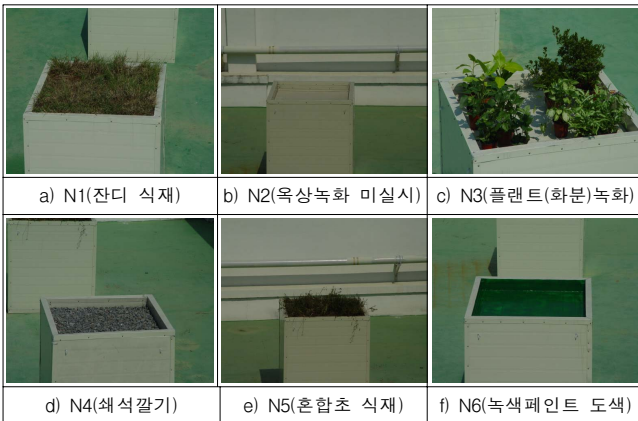 a) N1(잔디 식재)
b) N2(옥상녹화 미실시)
c) N3(플랜트(화분)녹화)
d) N4(쇄석깔기)
e) N5(혼합초 식재)
f) N6(녹색페인트 도색)